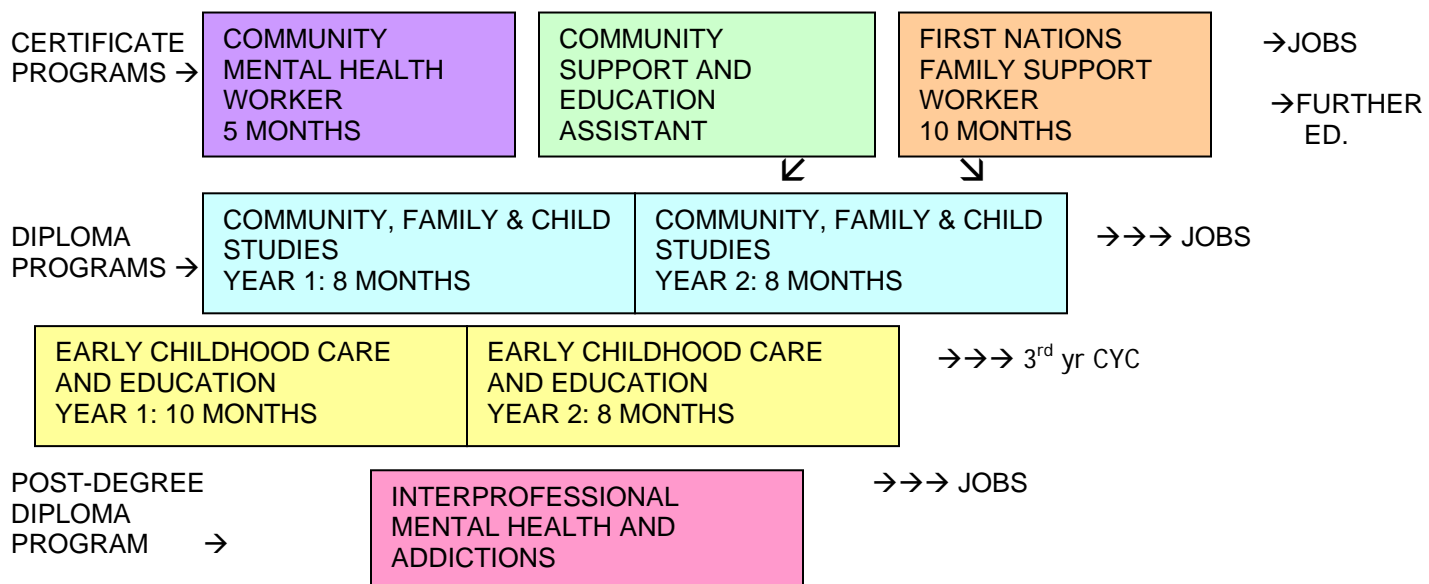 CERTIFICATE
PROGRAMS →
COMMUNITY
MENTAL HEALTH
WORKER
5 MONTHS
COMMUNITY
SUPPORT AND
EDUCATION
ASSISTANT
FIRST NATIONS
FAMILY SUPPORT
WORKER
10 MONTHS
→JOBS
→FURTHER
ED.
DIPLOMA
PROGRAMS →
COMMUNITY, FAMILY & CHILD
STUDIES
YEAR 1: 8 MONTHS
COMMUNITY, FAMILY & CHILD
STUDIES
YEAR 2: 8 MONTHS
→→→ JOBS
EARLY CHILDHOOD CARE
AND EDUCATION
YEAR 1: 10 MONTHS
EARLY CHILDHOOD CARE
AND EDUCATION
YEAR 2: 8 MONTHS
→→→ 3rd yr CYC
POST-DEGREE
DIPLOMA
PROGRAM →
INTERPROFESSIONAL
MENTAL HEALTH AND
ADDICTIONS
→→→ JOBS